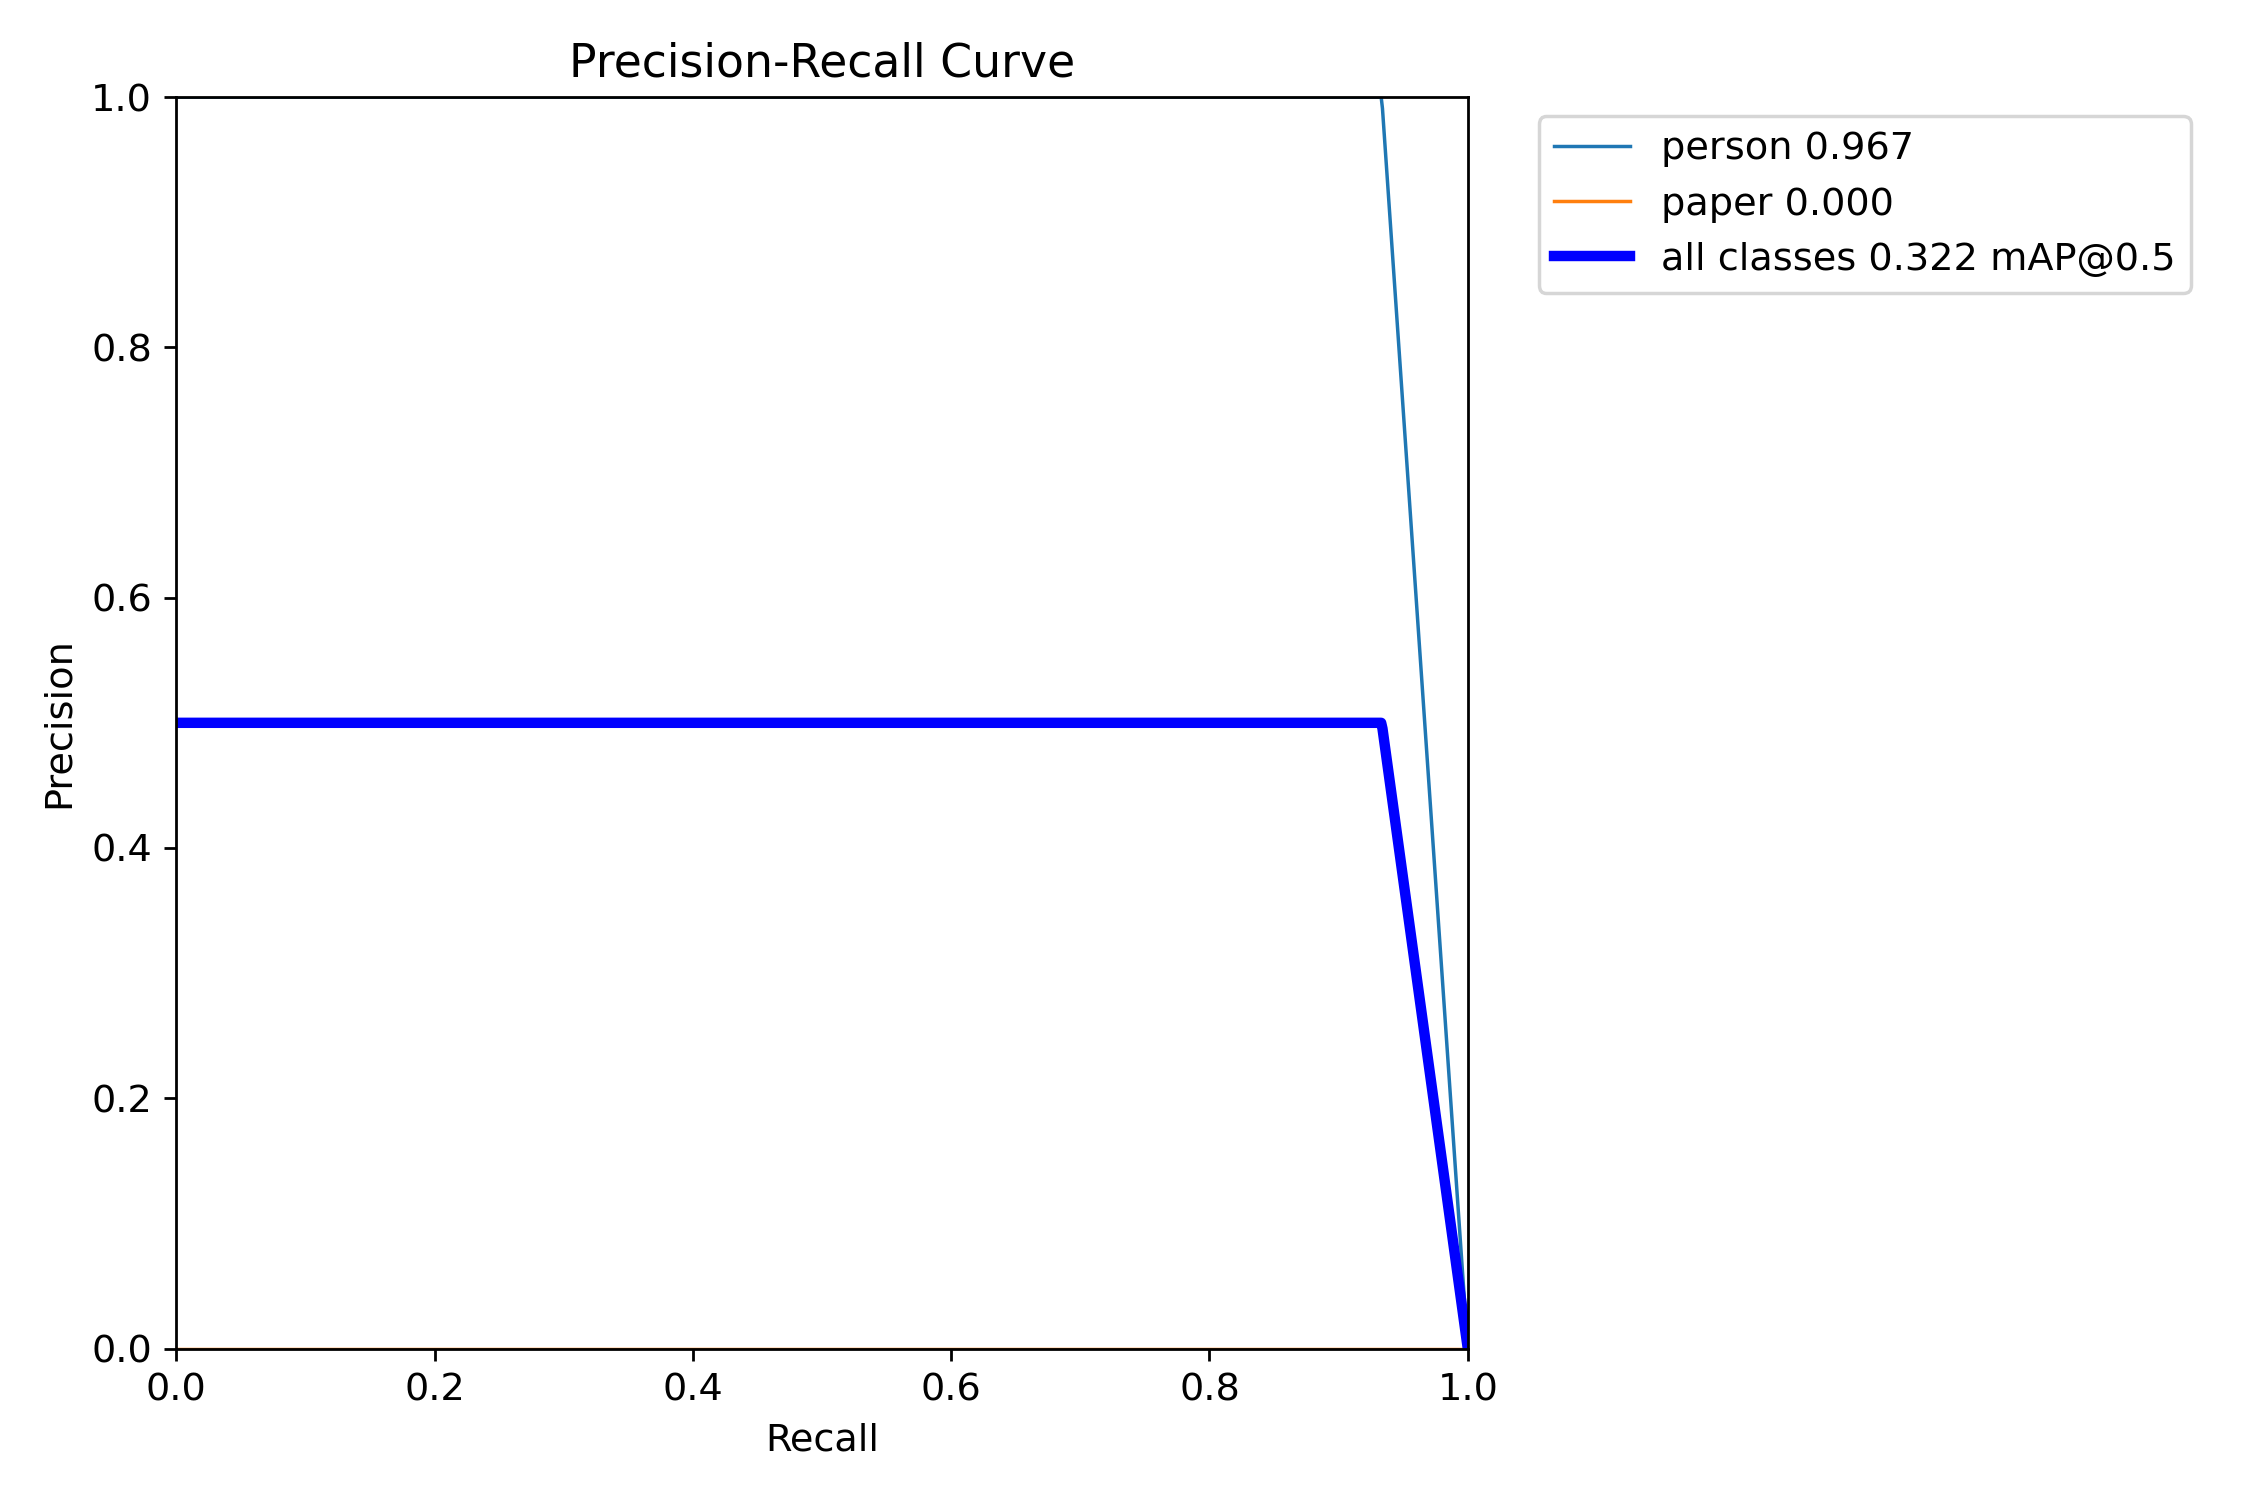 Precision-Recall Curve
1.0
0.8
0.6
0.4
0.2
0.0
Precision
0.0 0.2 0.4 0.6 0.8 1.0
Recall
person 0.967
paper 0.000
all classes 0.322 mAP@0.5